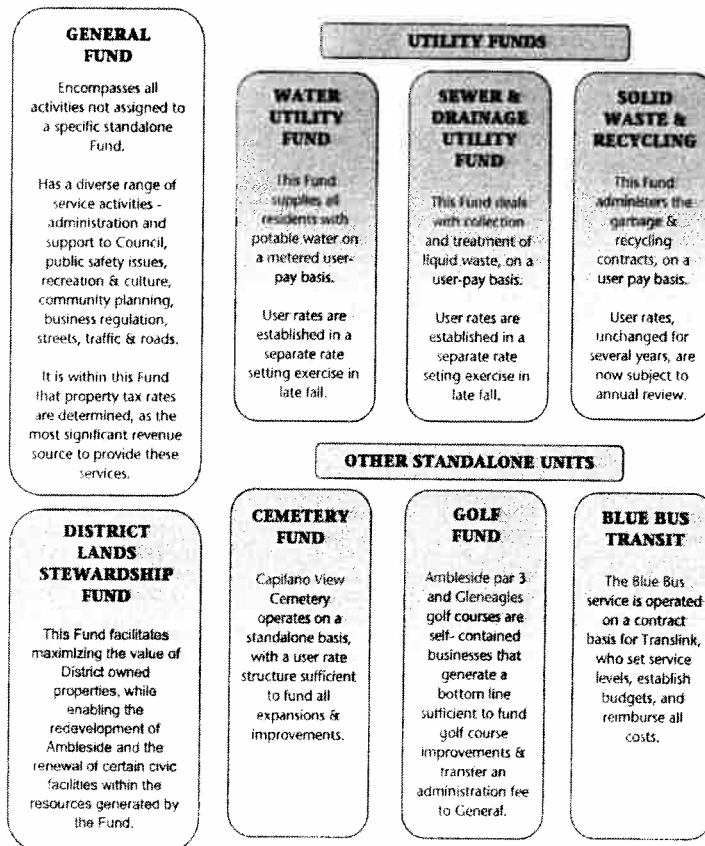 GENERAL
FUND
Encompasses all
activities not assigned to
a specific standalone
Fund.
Has a diverse range of
service activities -
administration and
support to Council,
public safety issues,
recreation & culture,
community planning,
business regulation,
streets, traffic & roads.
It is within this Fund
that property tax rates
are determined, as the
most significant revenue
source to provide these
services.
UTILITY FUNDS
WATER
UTILITY
FUND
This Fund
supplies all
residents with
potable water on
a metered user-
pay basis.
User rates are
established in a
separate rate
setting exercise in
late fall.
SEWER &
DRAINAGE
UTILITY
FUND
This Fund deals
with collection
and treatment of
liquid waste, on a
user-pay basis.
User rates are
established in a
separate rate
seting exercise in
late fall.
SOLID
WASTE &
RECYCLING
This Fund
administers the
garbage &
recycling
contracts, on a
user pay basis.
User rates,
unchanged for
several years, are
now subject to
annual review.
DISTRICT
LANDS
STEWARDSHIP
FUND
This Fund facilitates
maximizing the value of
District owned
properties, while
enabling the
redevelopment of
Ambleside and the
renewal of certain civic
facilities within the
resources generated by
the Fund.
OTHER STANDALONE UNITS
CEMETERY
FUND
Capilano View
Cemetery
operates on a
standalone basis,
with a user rate
structure sufficient
to fund all
expansions &
improvements.
GOLF
FUND
Ambleside par 3
and Gleneagles
golf courses are
self- contained
businesses that
generate a
bottom line
sufficient to fund
golf course
improvements &
transfer an
administration fee
to General.
BLUE BUS
TRANSIT
The Blue Bus
service is operated
on a contract
basis for Translink,
who set service
levels, establish
budgets, and
reimburse all
costs.